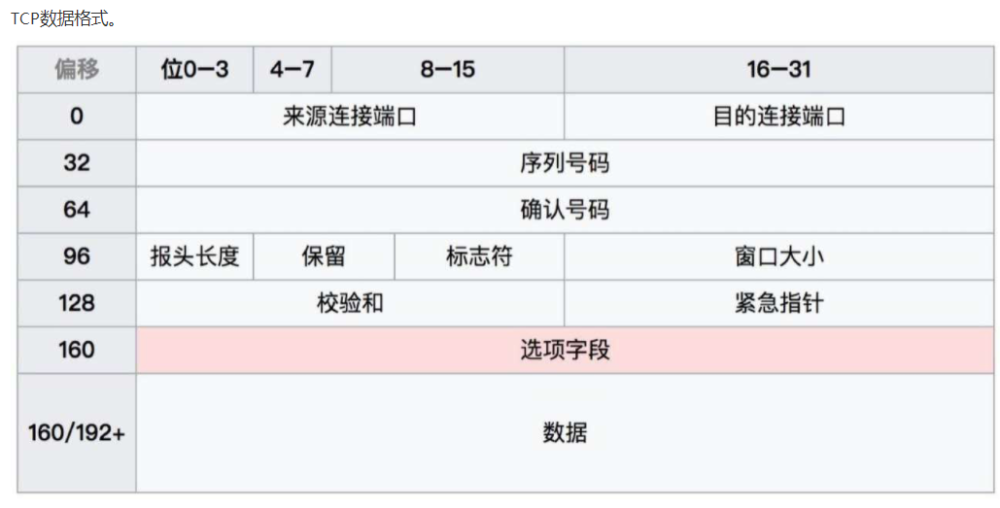 TCP数据格式。
偏移 位0—3 4—7 8—15 16—31
0 来源连接端口 目的连接端口
32 序列号码
64 确认号码
96 报头长度 保留 标志符 窗口大小
128 校验和 紧急指针
160 选项字段
160/192+ 数据